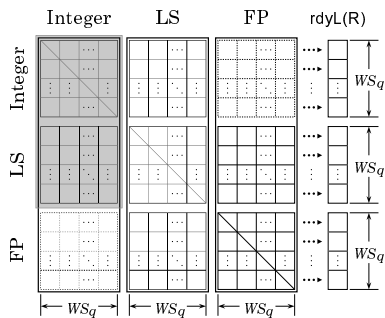 Integer LS FP rdyL(R)
Integer
WSq
LS
WSq
FP
WSq
WSq WSq WSq